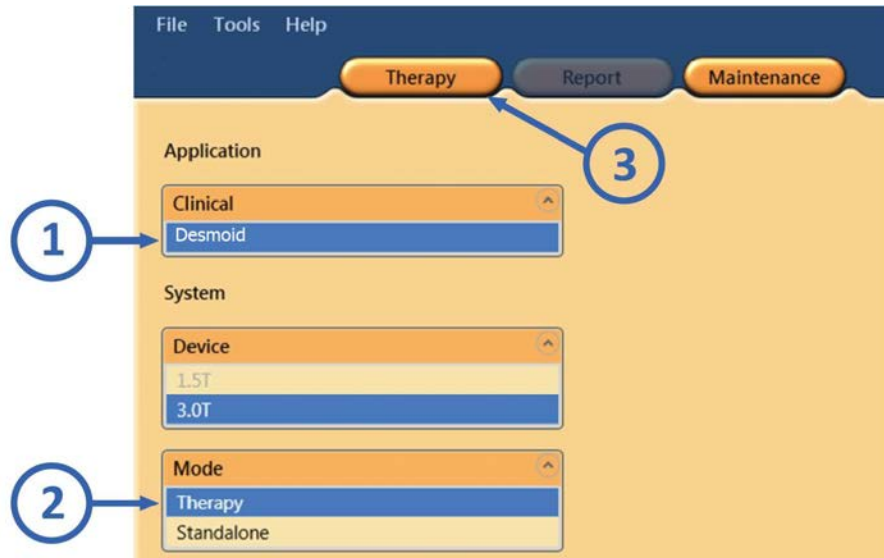 File Tools Help
Therapy Report Maintenance
3
Application
Clinical
1
Desmoid
System
Device
1.5T
3.0T
Mode
2
Therapy
Standalone